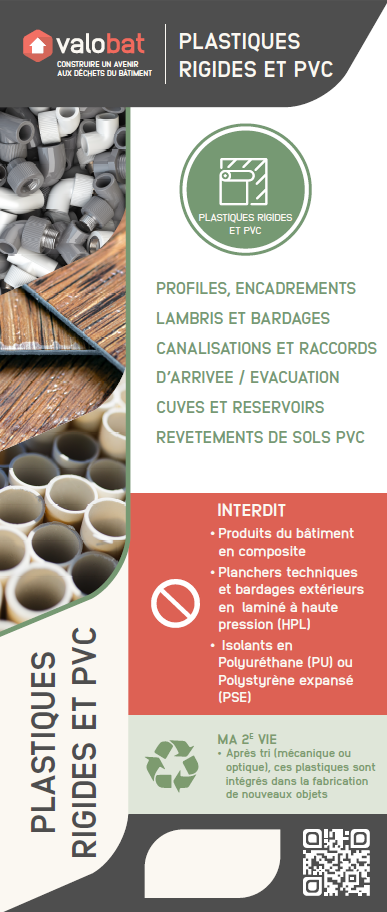 valobat
CONSTRUIRE UN AVENIR
AUX DÉCHETS DU BÂTIMENT
PLASTIQUES
RIGIDES ET PVC
PLASTIQUES RIGIDES
ET PVC
PROFILES, ENCADREMENTS
LAMBRIS ET BARDAGES
CANALISATIONS ET RACCORDS
D'ARRIVEE / EVACUATION
CUVES ET RESERVOIRS
REVETEMENTS DE SOLS PVC
INTERDIT
• Produits du bâtiment
en composite
• Planchers techniques
et bardages extérieurs
en laminé à haute
pression (HPL)
• Isolants en
Polyuréthane (PU) ou
Polystyrène expansé
(PSE)
MA 2E VIE
• Après tri (mécanique ou
optique), ces plastiques sont
intégrés dans la fabrication
de nouveaux objets
PLASTIQUES
RIGIDES ET PVC